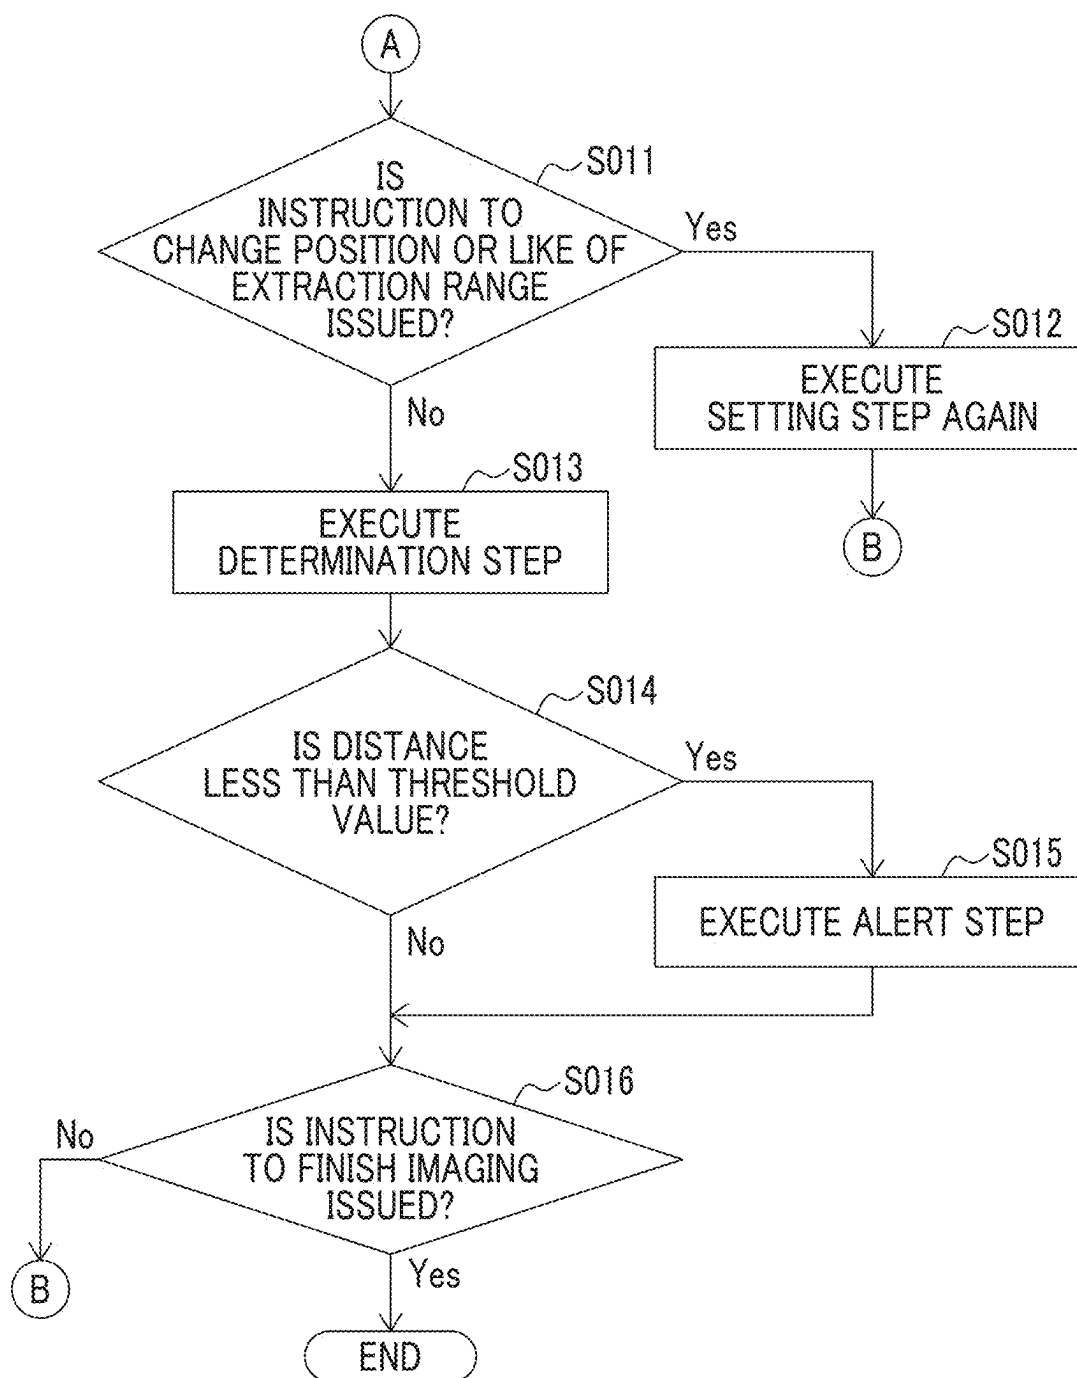 A
S011
IS
INSTRUCTION TO
CHANGE POSITION OR LIKE OF
EXTRACTION RANGE
ISSUED?
Yes
S012
EXECUTE
SETTING STEP AGAIN
No
B
S013
EXECUTE
DETERMINATION STEP
S014
IS DISTANCE
LESS THAN THRESHOLD
VALUE?
Yes
S015
EXECUTE ALERT STEP
No
S016
IS INSTRUCTION
TO FINISH IMAGING
ISSUED?
No
B
Yes
END